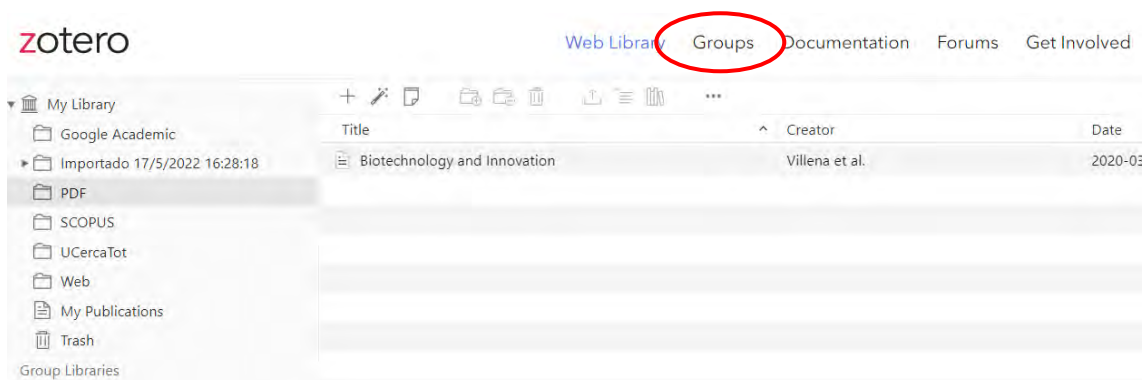 zotero
Web Library Groups Documentation Forums Get Involved
My Library
Google Academic
Importado 17/5/2022 16:28:18
PDF
SCOPUS
UCercaTot
Web
My Publications
Trash
Group Libraries
Title Creator Date
Biotechnology and Innovation Villena et al. 2020-03